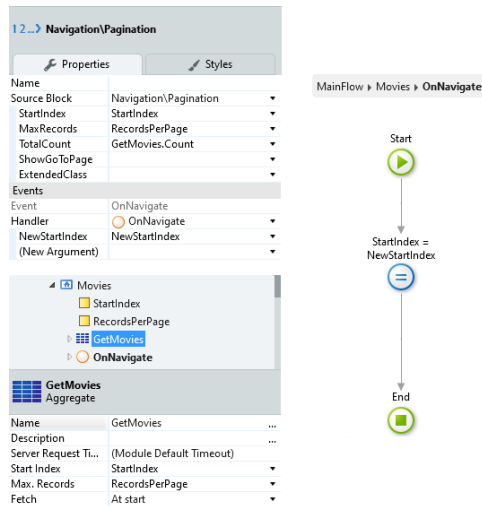 1 2 ...> Navigation\Pagination
Properties Styles
Name
Source Block Navigation\Pagination
StartIndex StartIndex
MaxRecords RecordsPerPage
TotalCount GetMovies.Count
ShowGoToPage
ExtendedClass
Events
Event OnNavigate
Handler OnNavigate
NewStartIndex NewStartIndex
(New Argument)
Movies
StartIndex
RecordsPerPage
GetMovies
OnNavigate
GetMovies
Aggregate
Name GetMovies ...
Description ...
Server Request Ti... (Module Default Timeout)
Start Index StartIndex
Max. Records RecordsPerPage
Fetch At start
MainFlow Movies OnNavigate
Start
StartIndex =
NewStartIndex
=
End